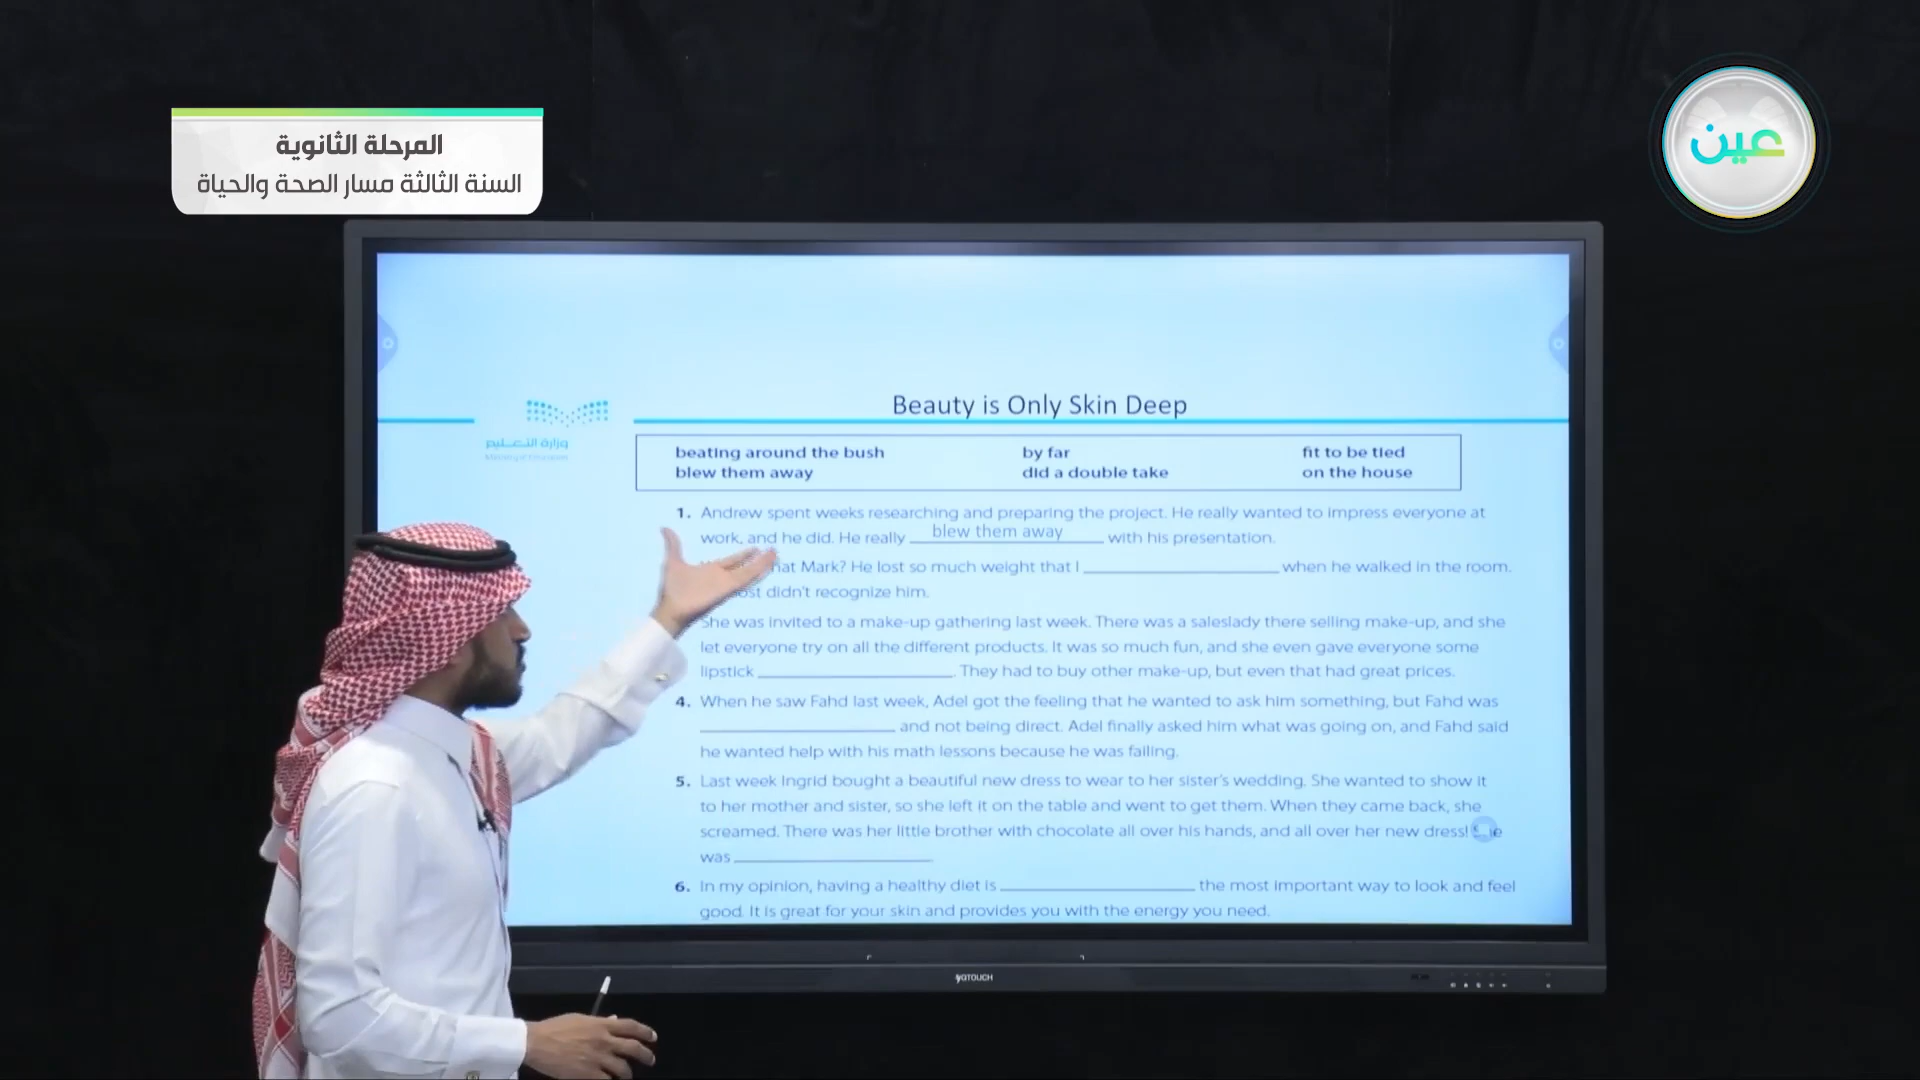 المرحلة الثانوية
السنة الثالثة مسار الصحة والحياة
عين
Beauty is Only Skin Deep
وزارة التعليم
Ministry of Education
beating around the bush by far fit to be tied
blew them away did a double take on the house
1. Andrew spent weeks researching and preparing the project. He really wanted to impress everyone at
work, and he did. He really blew them away with his presentation.
Mark? He lost so much weight that I when he walked in the room.
didn't recognize him.
She was invited to a make-up gathering last week. There was a saleslady there selling make-up, and she
let everyone try on all the different products. It was so much fun, and she even gave everyone some
lipstick . They had to buy other make-up, but even that had great prices.
4. When he saw Fahd last week, Adel got the feeling that he wanted to ask him something, but Fahd was
and not being direct. Adel finally asked him what was going on, and Fahd said
he wanted help with his math lessons because he was failing.
5. Last week Ingrid bought a beautiful new dress to wear to her sister's wedding. She wanted to show it
to her mother and sister, so she left it on the table and went to get them. When they came back, she
screamed. There was her little brother with chocolate all over his hands, and all over her new dress!
was
6. In my opinion, having a healthy diet is the most important way to look and feel
good. It is great for your skin and provides you with the energy you need.
YQTOUCH